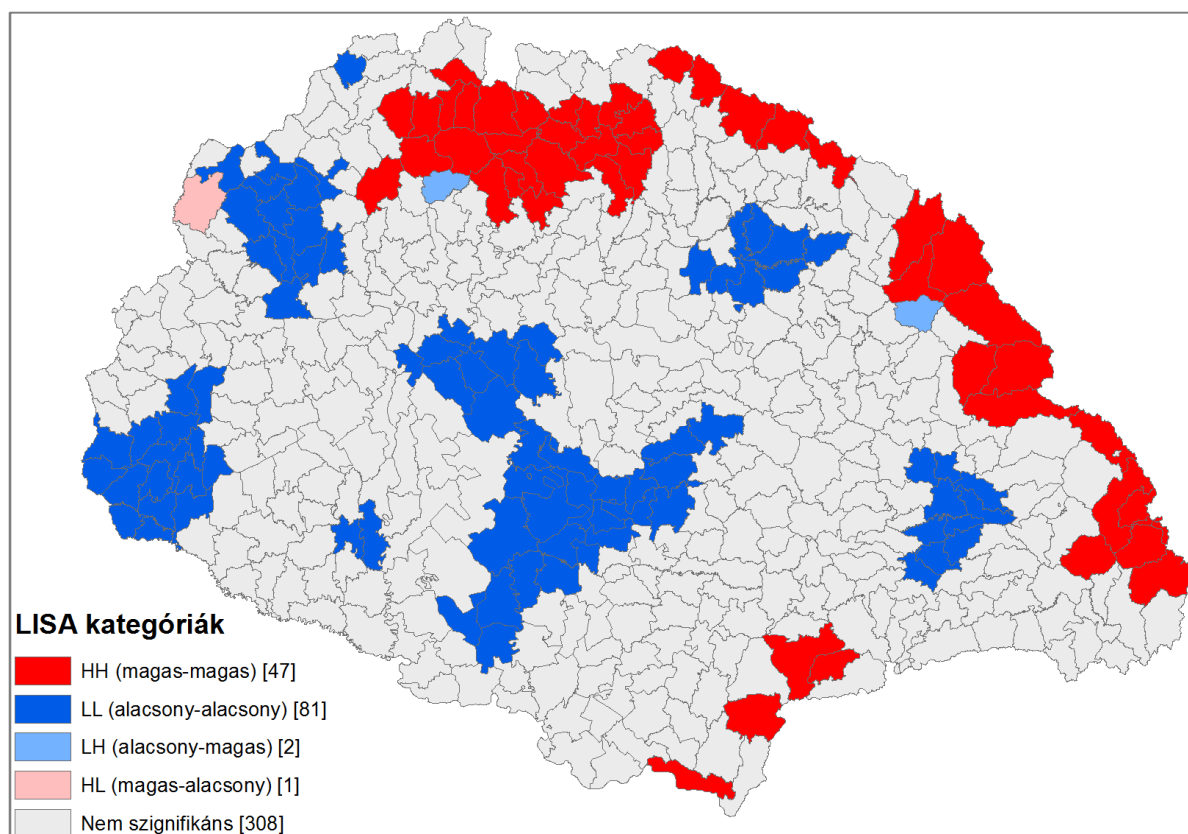 LISA kategóriák
HH (magas-magas) [47]
LL (alacsony-alacsony) [81]
LH (alacsony-magas) [2]
HL (magas-alacsony) [1]
Nem szignifikáns [308]